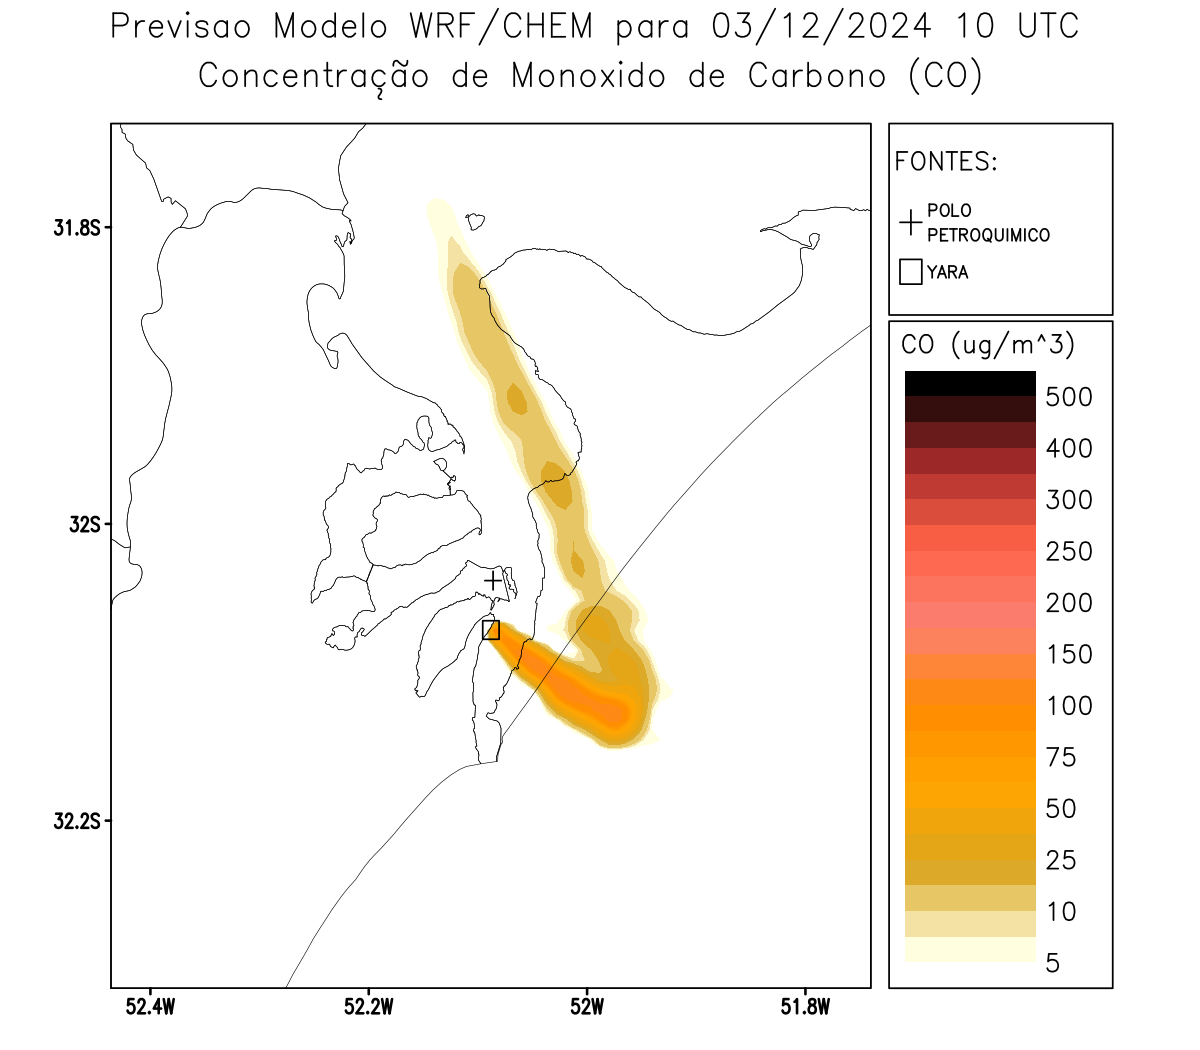 Previsao Modelo WRF/CHEM para 03/12/2024 10 UTC
Concentração de Monoxido de Carbono (CO)
31.8S
32S
32.2S
52.4W
52.2W
52W
51.8W
FONTES:
POLO
PETROQUIMICO
YARA
CO (ug/m^3)
500
400
300
250
200
150
100
75
50
25
10
5